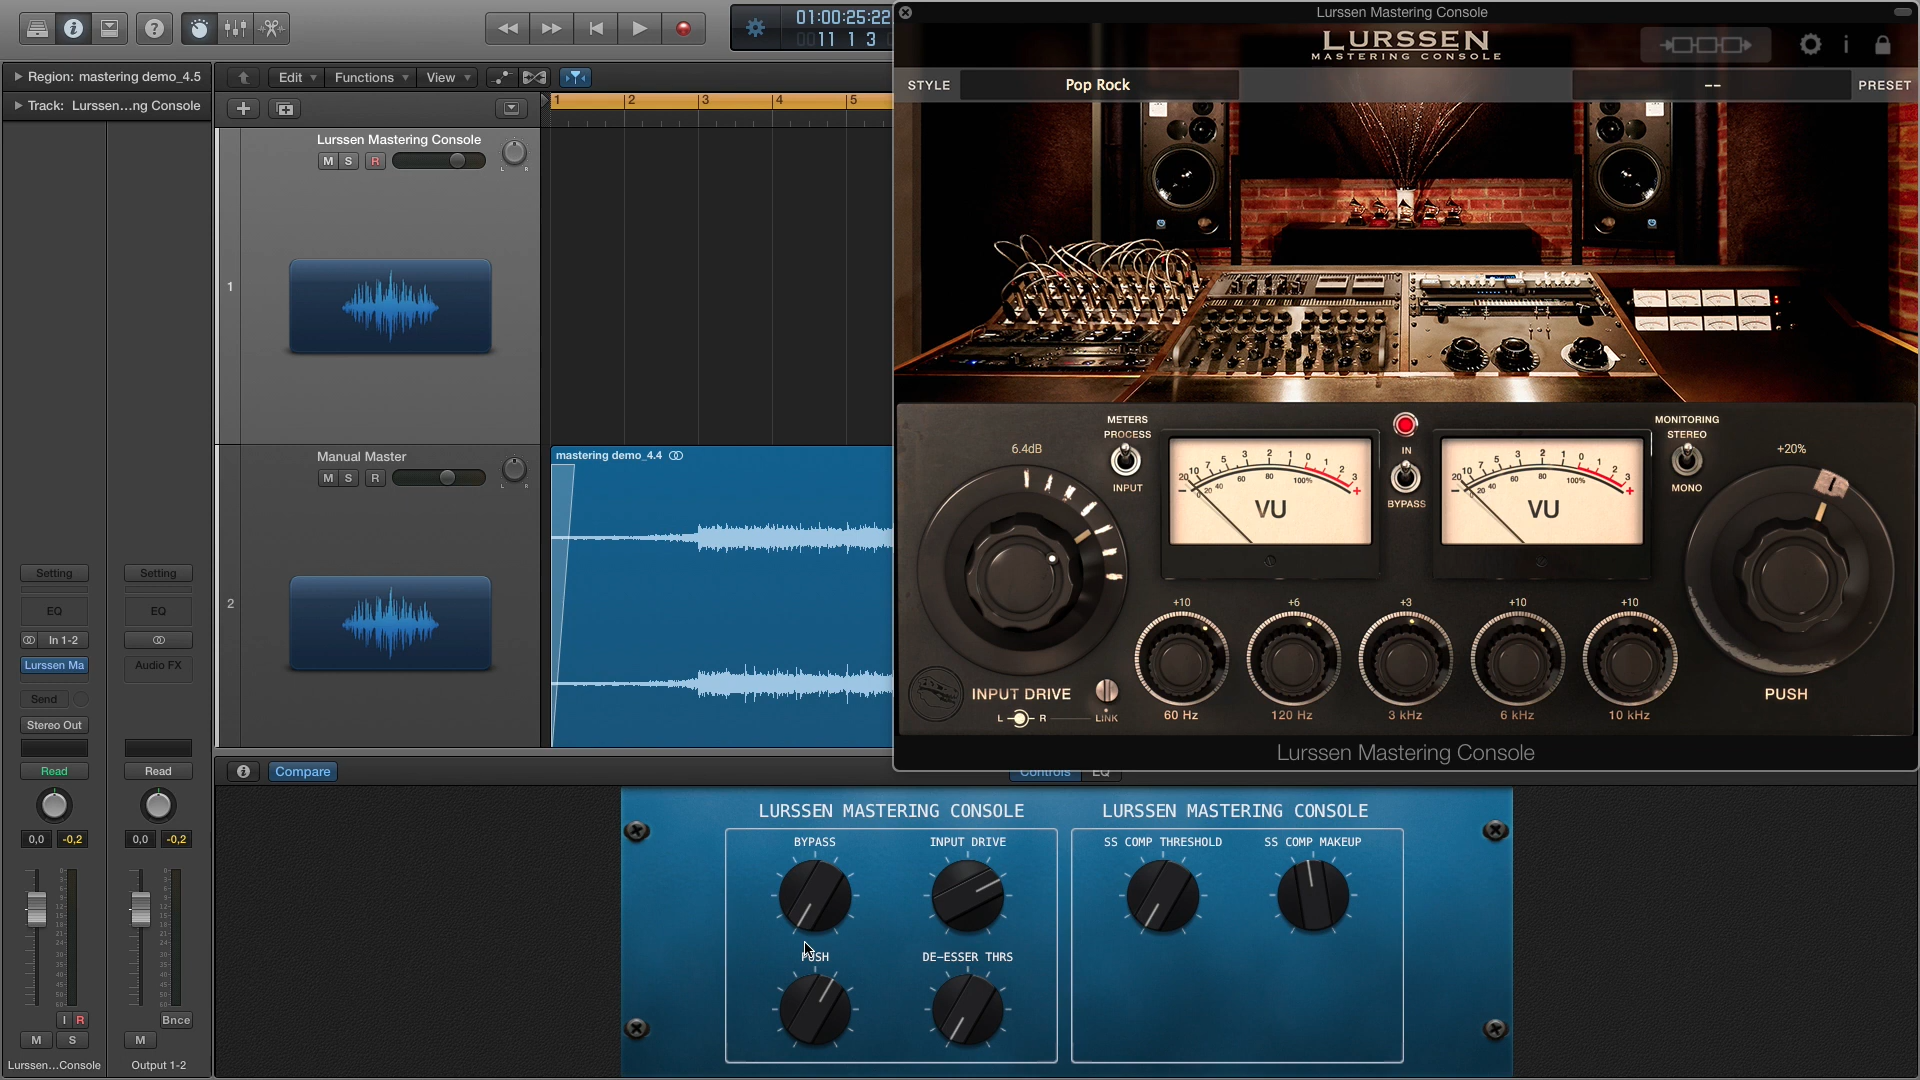 01:00:25:22
0011 1 3
Lurssen Mastering Console
LURSSEN
MASTERING CONSOLE
STYLE
Pop Rock
--
PRESET
Region: mastering demo_4.5
Track: Lurssen...ng Console
Edit
Functions
View
1
2
3
4
5
Lurssen Mastering Console
M
S
R
L
R
1
Manual Master
M
S
R
L
R
2
mastering demo_4.4
6.4dB
METERS
PROCESS
INPUT
VU
IN
BYPASS
VU
MONITORING
STEREO
MONO
+20%
INPUT DRIVE
L
R
LINK
+10
+6
+3
+10
+10
60 Hz
120 Hz
3 kHz
6 kHz
10 kHz
PUSH
Lurssen Mastering Console
Setting
Setting
EQ
EQ
In 1-2
Lurssen Ma
Audio FX
Send
Stereo Out
Read
Read
0,0
-0,2
0,0
-0,2
I
R
Bnce
M
S
M
Lurssen...Console
Output 1-2
Compare
Controls
EQ
LURSSEN MASTERING CONSOLE
LURSSEN MASTERING CONSOLE
BYPASS
INPUT DRIVE
SS COMP THRESHOLD
SS COMP MAKEUP
PUSH
DE-ESSER THRS